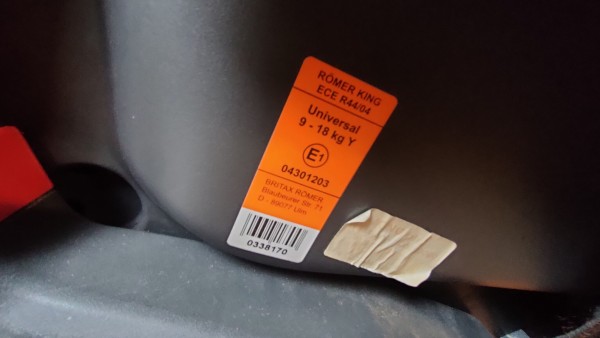 RÖMER KING
ECE R44/04
Universal
9 - 18 kg Y
E1
04301203
BRITAX RÖMER
Blaubeurer Str. 71
D - 89077 Ulm
0338170